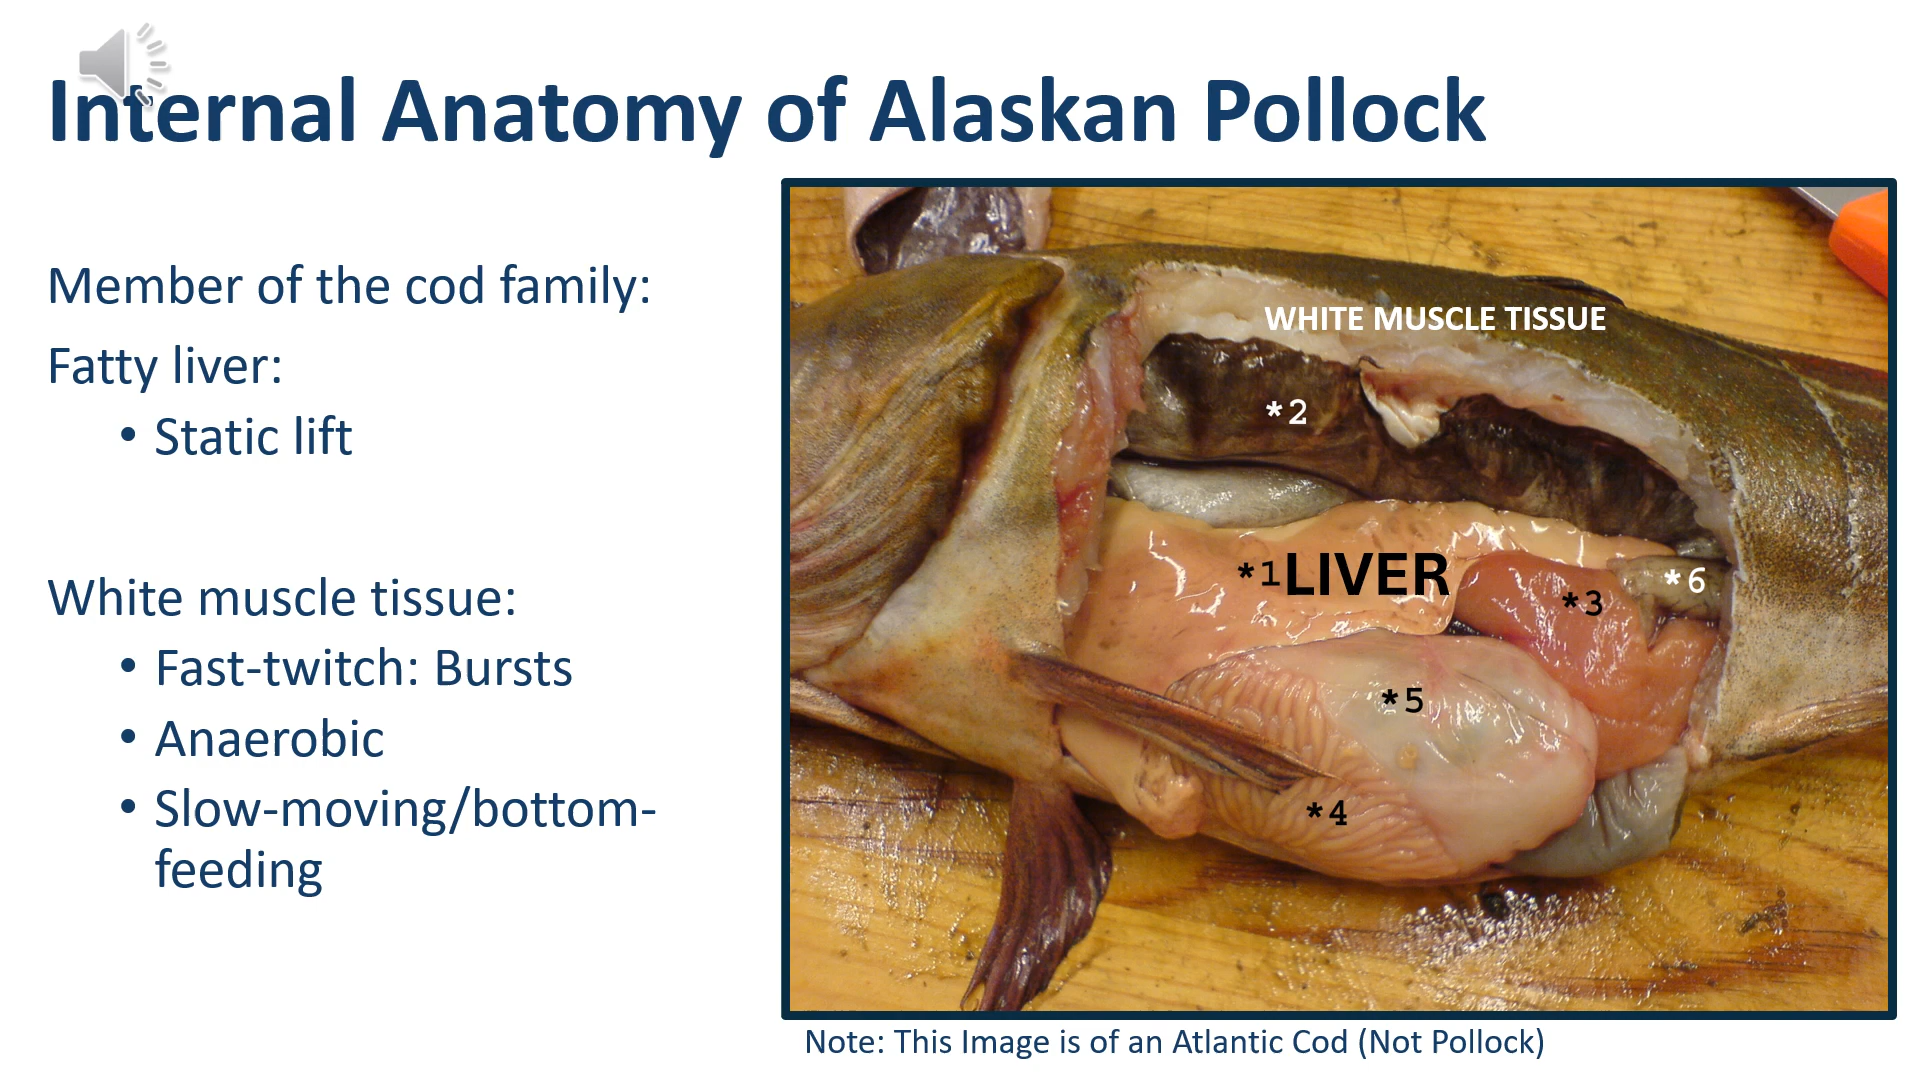 Internal Anatomy of Alaskan Pollock
Member of the cod family:
Fatty liver:
• Static lift
White muscle tissue:
• Fast-twitch: Bursts
• Anaerobic
• Slow-moving/bottom-
feeding
WHITE MUSCLE TISSUE
*2
*1LIVER
*3
*6
*5
*4
Note: This Image is of an Atlantic Cod (Not Pollock)